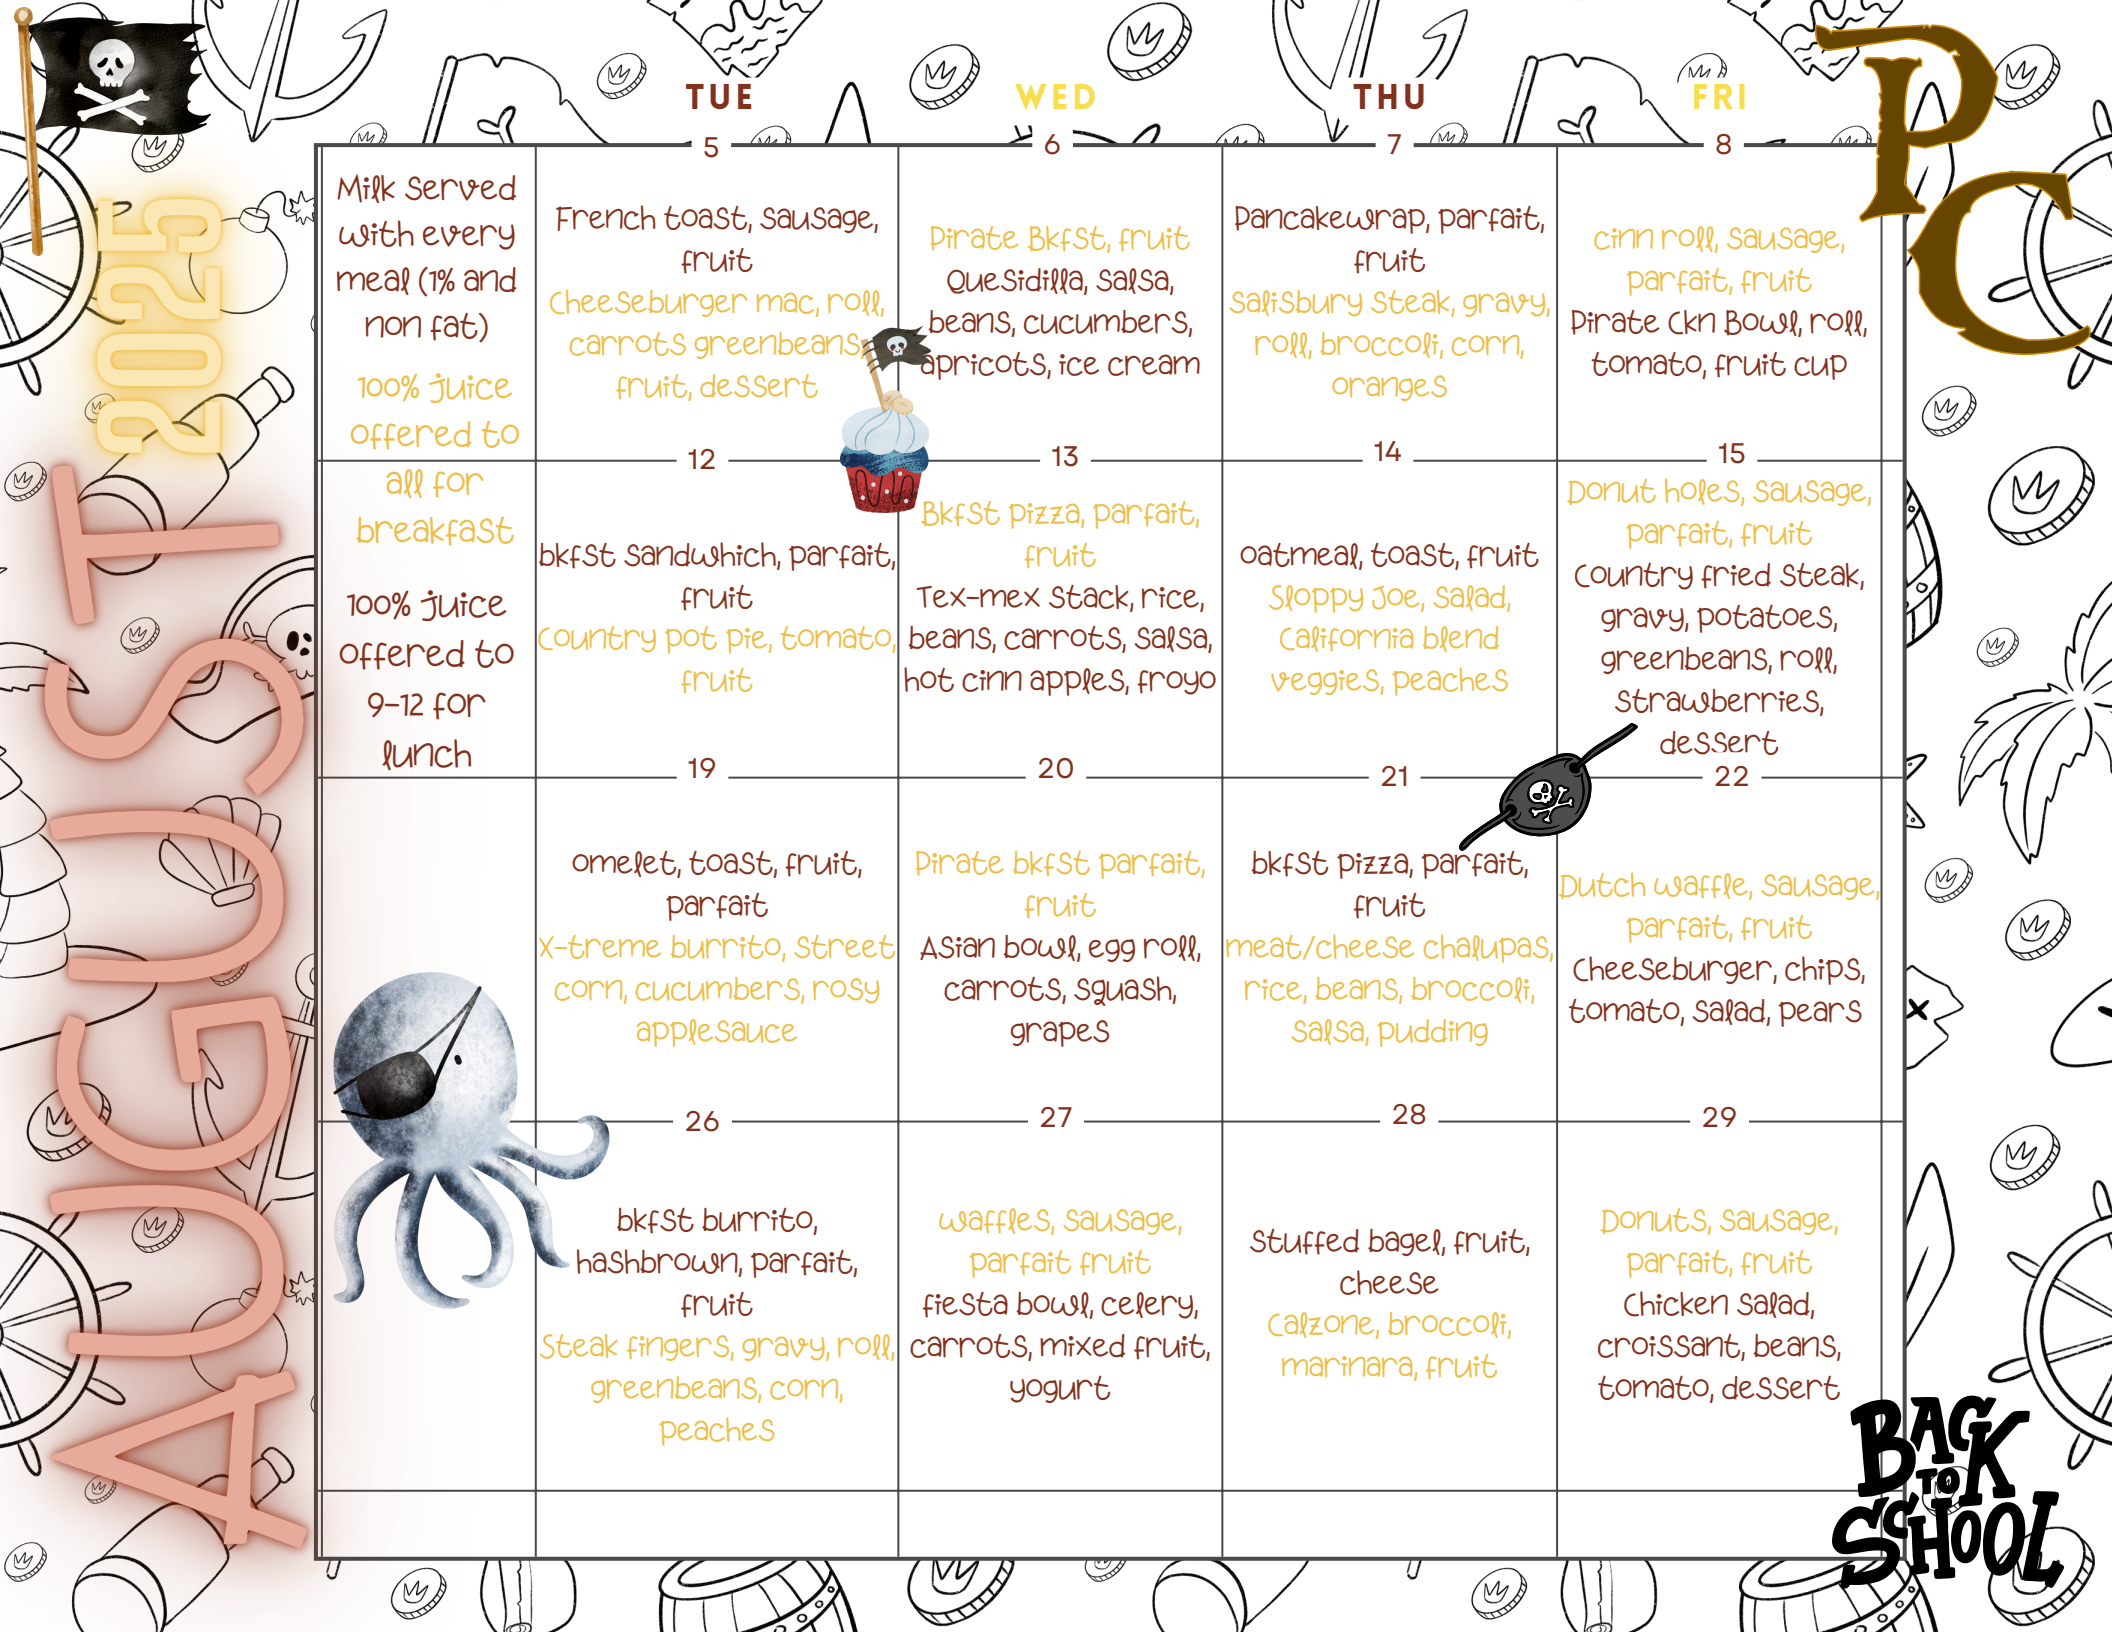 AUGUST 2025
PC
TUE
WED
THU
FRI
Milk served
with every
meal (1% and
non fat)
100% juice
offered to
all for
breakfast
100% juice
offered to
9-12 for
lunch
5
French toast, sausage,
fruit
Cheeseburger mac, roll,
carrots greenbeans,
fruit, dessert
6
Pirate Bkfst, fruit
Quesidilla, salsa,
beans, cucumbers,
apricots, ice cream
7
Pancakewrap, parfait,
fruit
Salisbury steak, gravy,
roll, broccoli, corn,
oranges
8
cinn roll, sausage,
parfait, fruit
Pirate Ckn Bowl, roll,
tomato, fruit cup
12
bkfst sandwhich, parfait,
fruit
Country pot pie, tomato,
fruit
13
Bkfst pizza, parfait,
fruit
Tex-mex stack, rice,
beans, carrots, salsa,
hot cinn apples, froyo
14
oatmeal, toast, fruit
Sloppy Joe, salad,
California blend
veggies, peaches
15
Donut holes, sausage,
parfait, fruit
Country fried steak,
gravy, potatoes,
greenbeans, roll,
strawberries,
dessert
19
omelet, toast, fruit,
parfait
X-treme burrito, street
corn, cucumbers, rosy
applesauce
20
Pirate bkfst parfait,
fruit
Asian bowl, egg roll,
carrots, squash,
grapes
21
bkfst pizza, parfait,
fruit
meat/cheese chalupas,
rice, beans, broccoli,
salsa, pudding
22
Dutch waffle, sausage,
parfait, fruit
Cheeseburger, chips,
tomato, salad, pears
26
bkfst burrito,
hashbrown, parfait,
fruit
Steak fingers, gravy, roll,
greenbeans, corn,
peaches
27
waffles, sausage,
parfait fruit
fiesta bowl, celery,
carrots, mixed fruit,
yogurt
28
Stuffed bagel, fruit,
cheese
Calzone, broccoli,
marinara, fruit
29
Donuts, sausage,
parfait, fruit
Chicken salad,
croissant, beans,
tomato, dessert
BACK
TO
SCHOOL